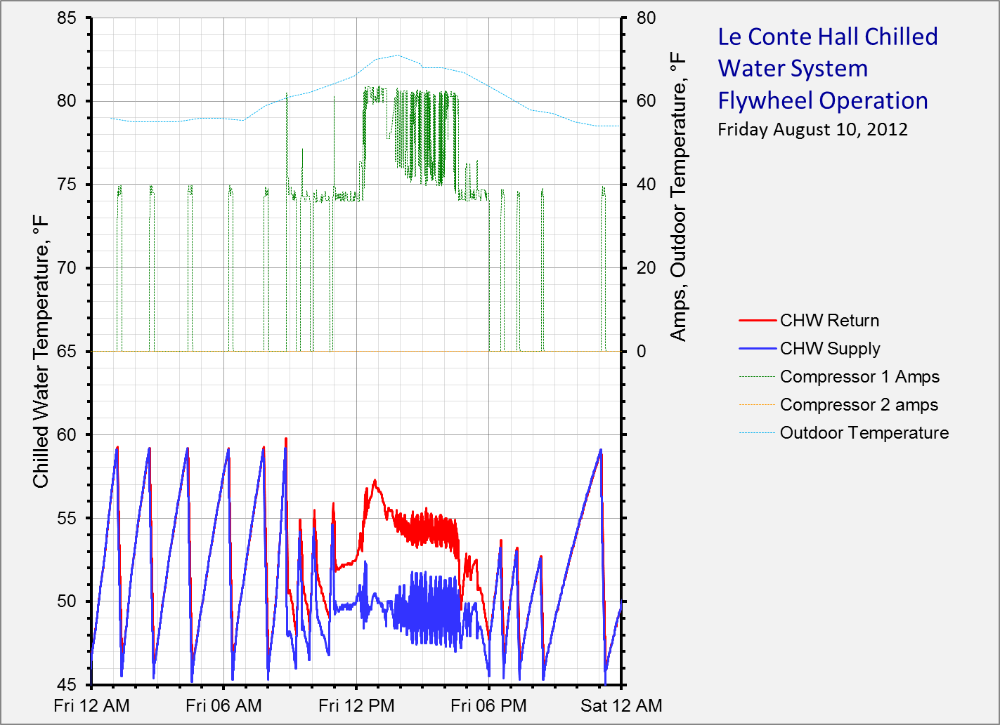 Le Conte Hall Chilled
Water System
Flywheel Operation
Friday August 10, 2012
Chilled Water Temperature, °F
85
80
75
70
65
60
55
50
45
80
60
40
20
0
Amps, Outdoor Temperature, °F
Fri 12 AM
Fri 06 AM
Fri 12 PM
Fri 06 PM
Sat 12 AM
CHW Return
CHW Supply
Compressor 1 Amps
Compressor 2 amps
Outdoor Temperature